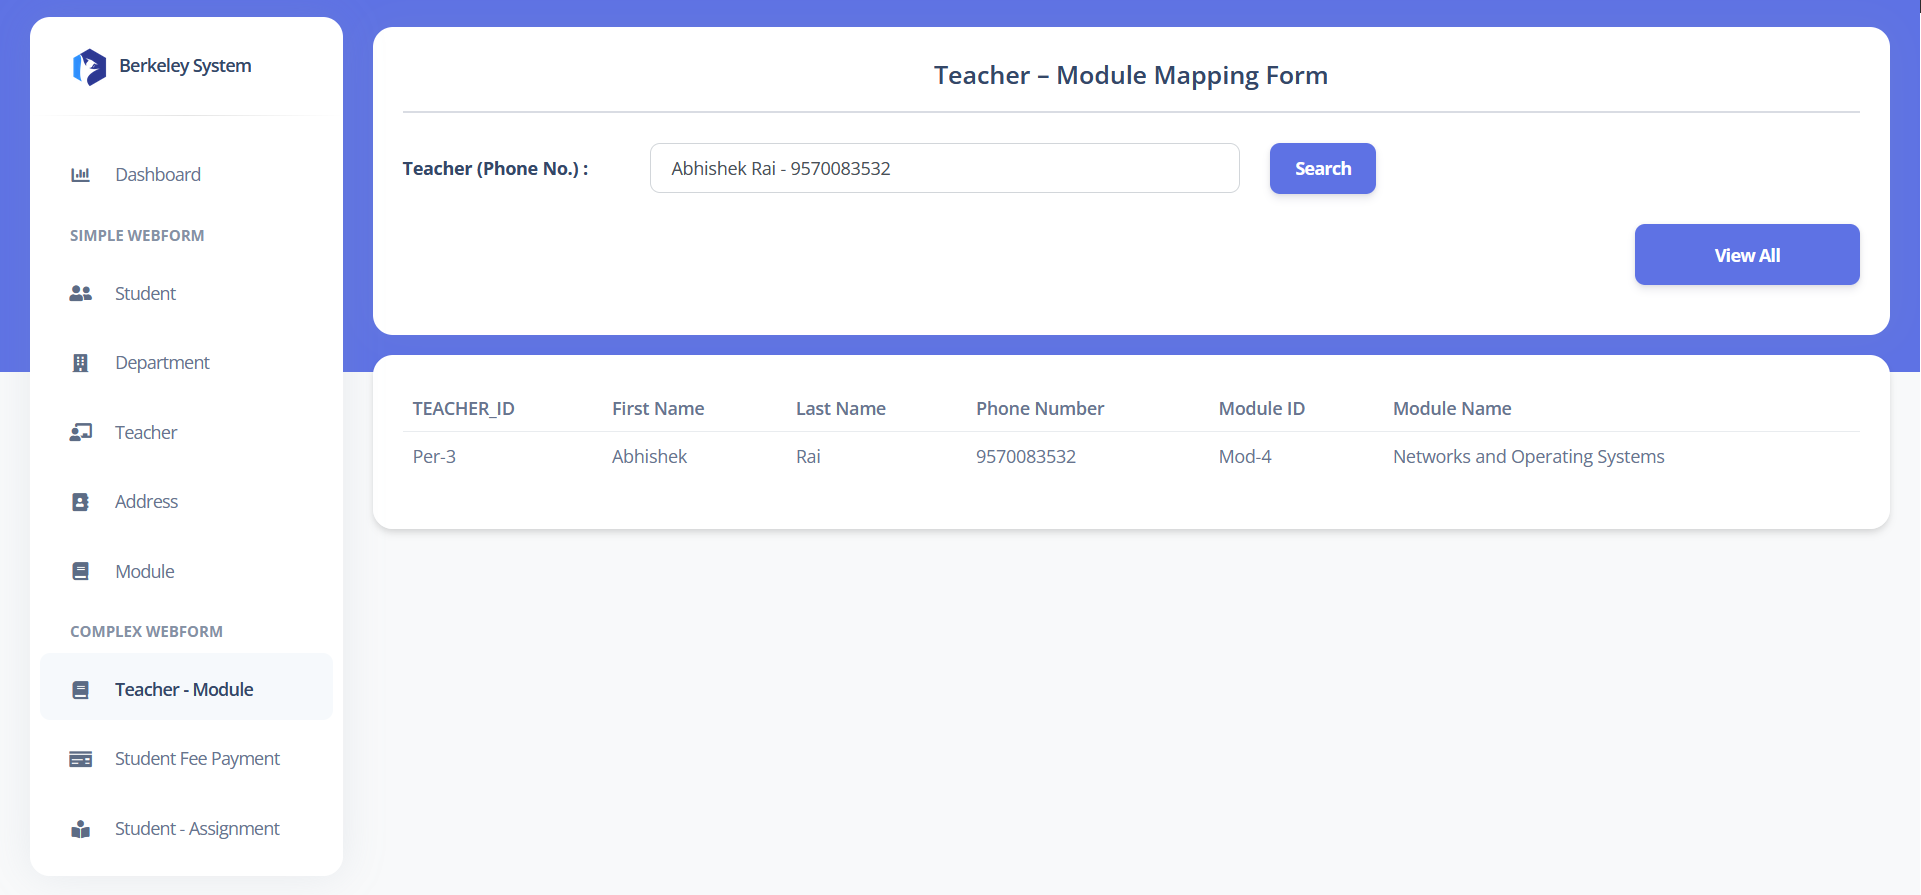 Berkeley System
Dashboard
SIMPLE WEBFORM
Student
Department
Teacher
Address
Module
COMPLEX WEBFORM
Teacher - Module
Student Fee Payment
Student - Assignment
Teacher – Module Mapping Form
Teacher (Phone No.) : Abhishek Rai - 9570083532 Search
View All
TEACHER_ID First Name Last Name Phone Number Module ID Module Name
Per-3 Abhishek Rai 9570083532 Mod-4 Networks and Operating Systems